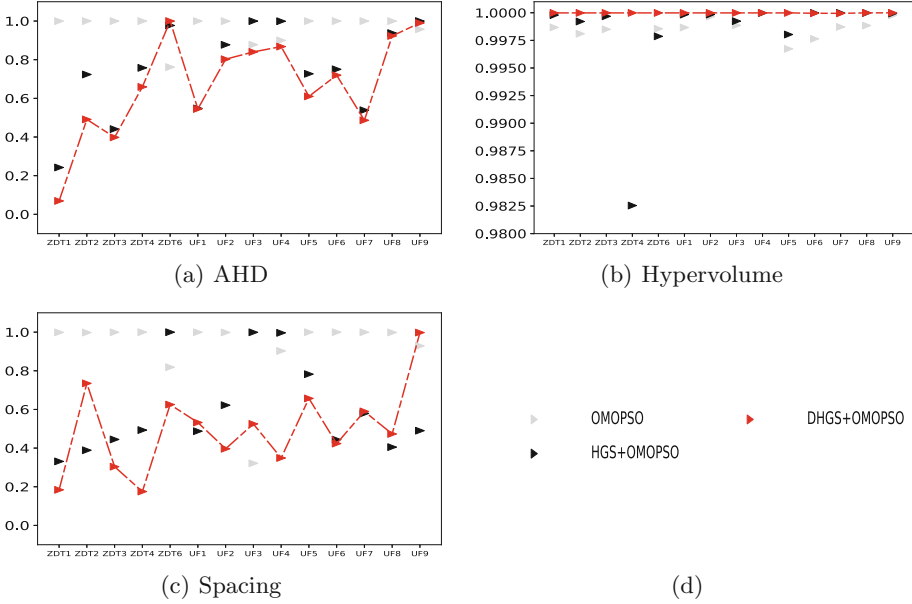 1.0
0.8
0.6
0.4
0.2
0.0
ZDT1 ZDT2 ZDT3 ZDT4 ZDT6 UF1 UF2 UF3 UF4 UF5 UF6 UF7 UF8 UF9
(a) AHD
1.0000
0.9975
0.9950
0.9925
0.9900
0.9875
0.9850
0.9825
0.9800
ZDT1 ZDT2 ZDT3 ZDT4 ZDT6 UF1 UF2 UF3 UF4 UF5 UF6 UF7 UF8 UF9
(b) Hypervolume
1.0
0.8
0.6
0.4
0.2
0.0
ZDT1 ZDT2 ZDT3 ZDT4 ZDT6 UF1 UF2 UF3 UF4 UF5 UF6 UF7 UF8 UF9
(c) Spacing
OMOPSO
HGS+OMOPSO
DHGS+OMOPSO
(d)